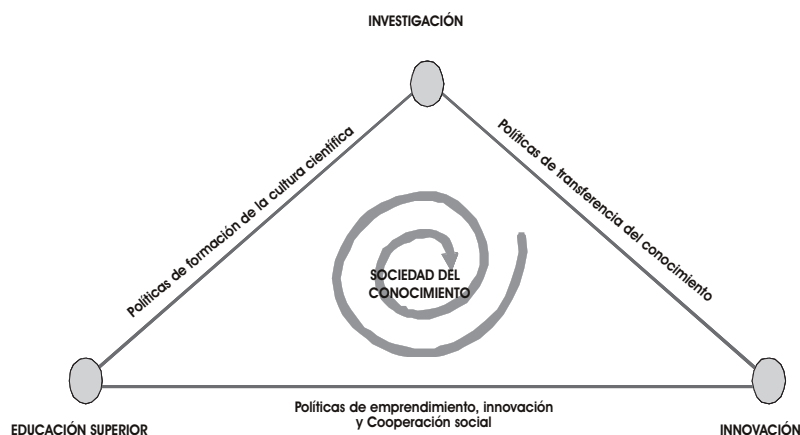 INVESTIGACIÓN
Políticas de formación de la cultura científica
Políticas de transferencia del conocimiento
SOCIEDAD DEL
CONOCIMIENTO
Políticas de emprendimiento, innovación
y Cooperación social
EDUCACIÓN SUPERIOR
INNOVACIÓN